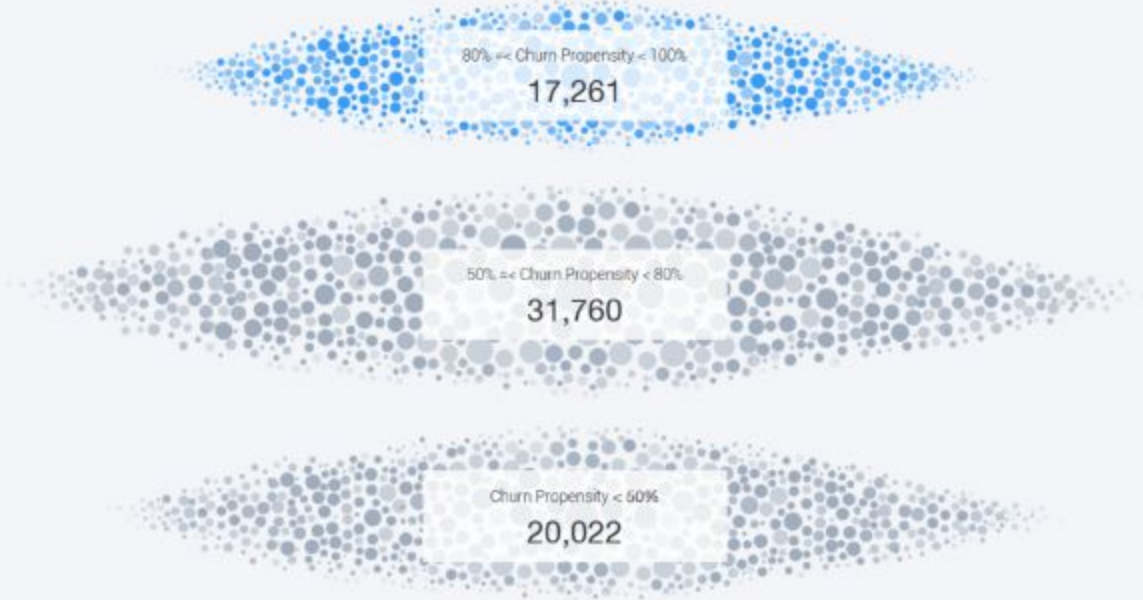 80% =< Churn Propensity < 100%
17,261
50% =< Churn Propensity < 80%
31,760
Churn Propensity < 50%
20,022